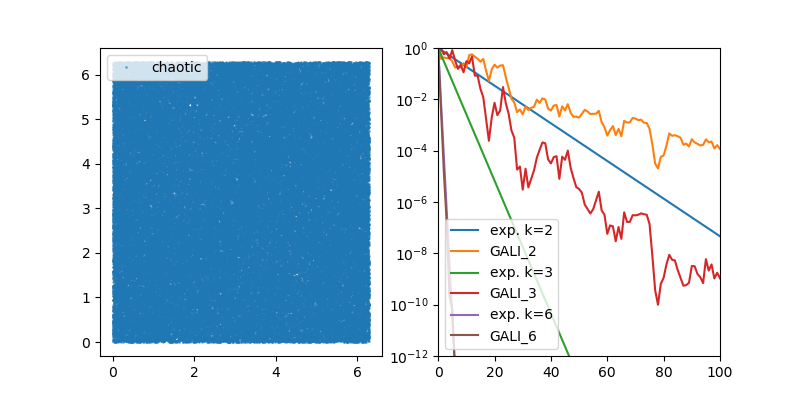 chaotic
6
5
4
3
2
1
0
0 2 4 6
10^0
10^-2
10^-4
10^-6
10^-8
10^-10
10^-12
exp. k=2
GALI_2
exp. k=3
GALI_3
exp. k=6
GALI_6
0 20 40 60 80 100